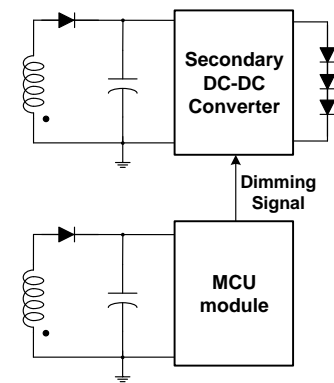 Secondary
DC-DC
Converter
Dimming
Signal
MCU
module